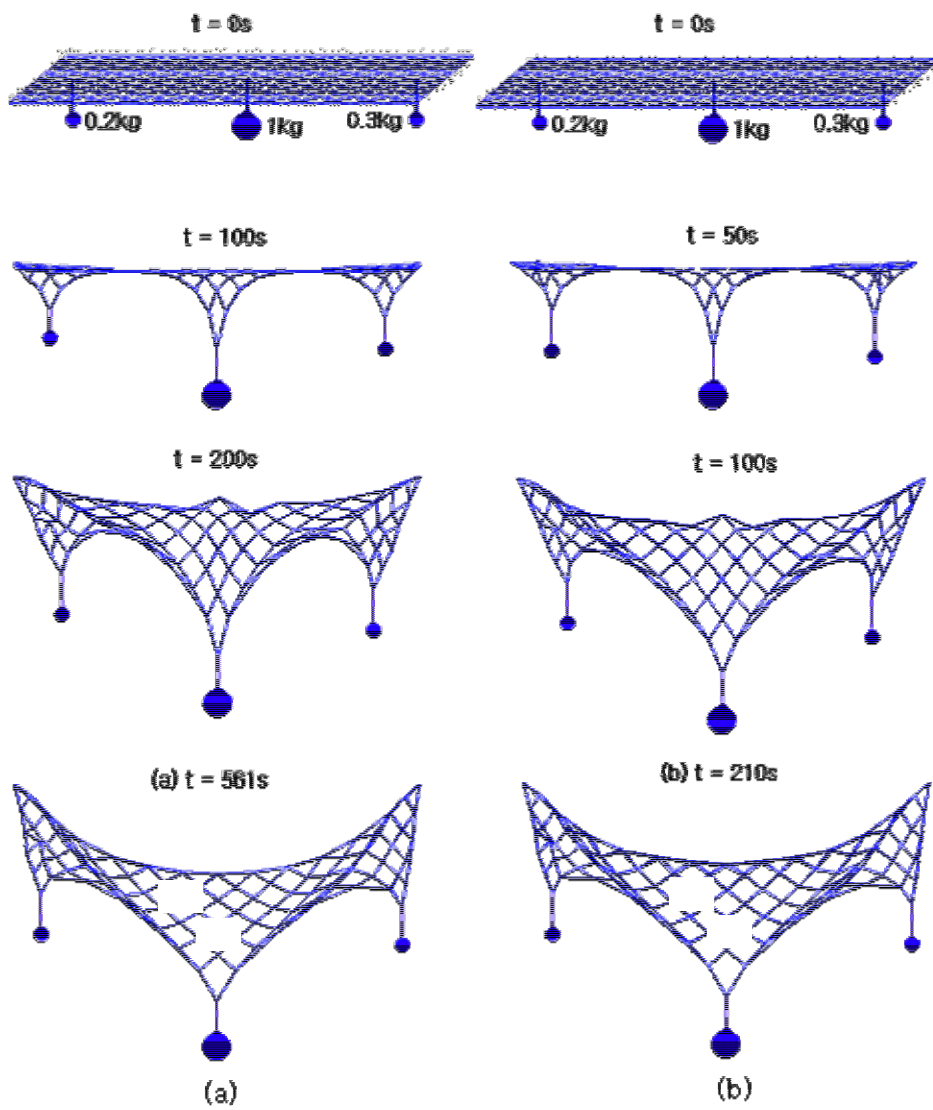 t = 0s t = 0s
0.2kg 1kg 0.3kg 0.2kg 1kg 0.3kg
t = 100s t = 50s
t = 200s t = 100s
(a) t = 561s (b) t = 210s
(a) (b)